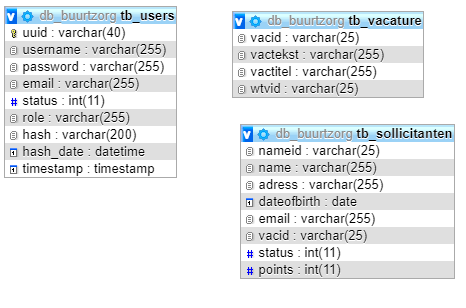 db_buurtzorg tb_users
uuid : varchar(40)
username : varchar(255)
password : varchar(255)
email : varchar(255)
status : int(11)
role : varchar(255)
hash : varchar(200)
hash_date : datetime
timestamp : timestamp
db_buurtzorg tb_vacature
vacid : varchar(25)
vactekst : varchar(255)
vactitel : varchar(255)
wtvid : varchar(25)
db_buurtzorg tb_sollicitanten
nameid : varchar(25)
name : varchar(255)
adress : varchar(255)
dateofbirth : date
email : varchar(255)
vacid : varchar(25)
status : int(11)
points : int(11)